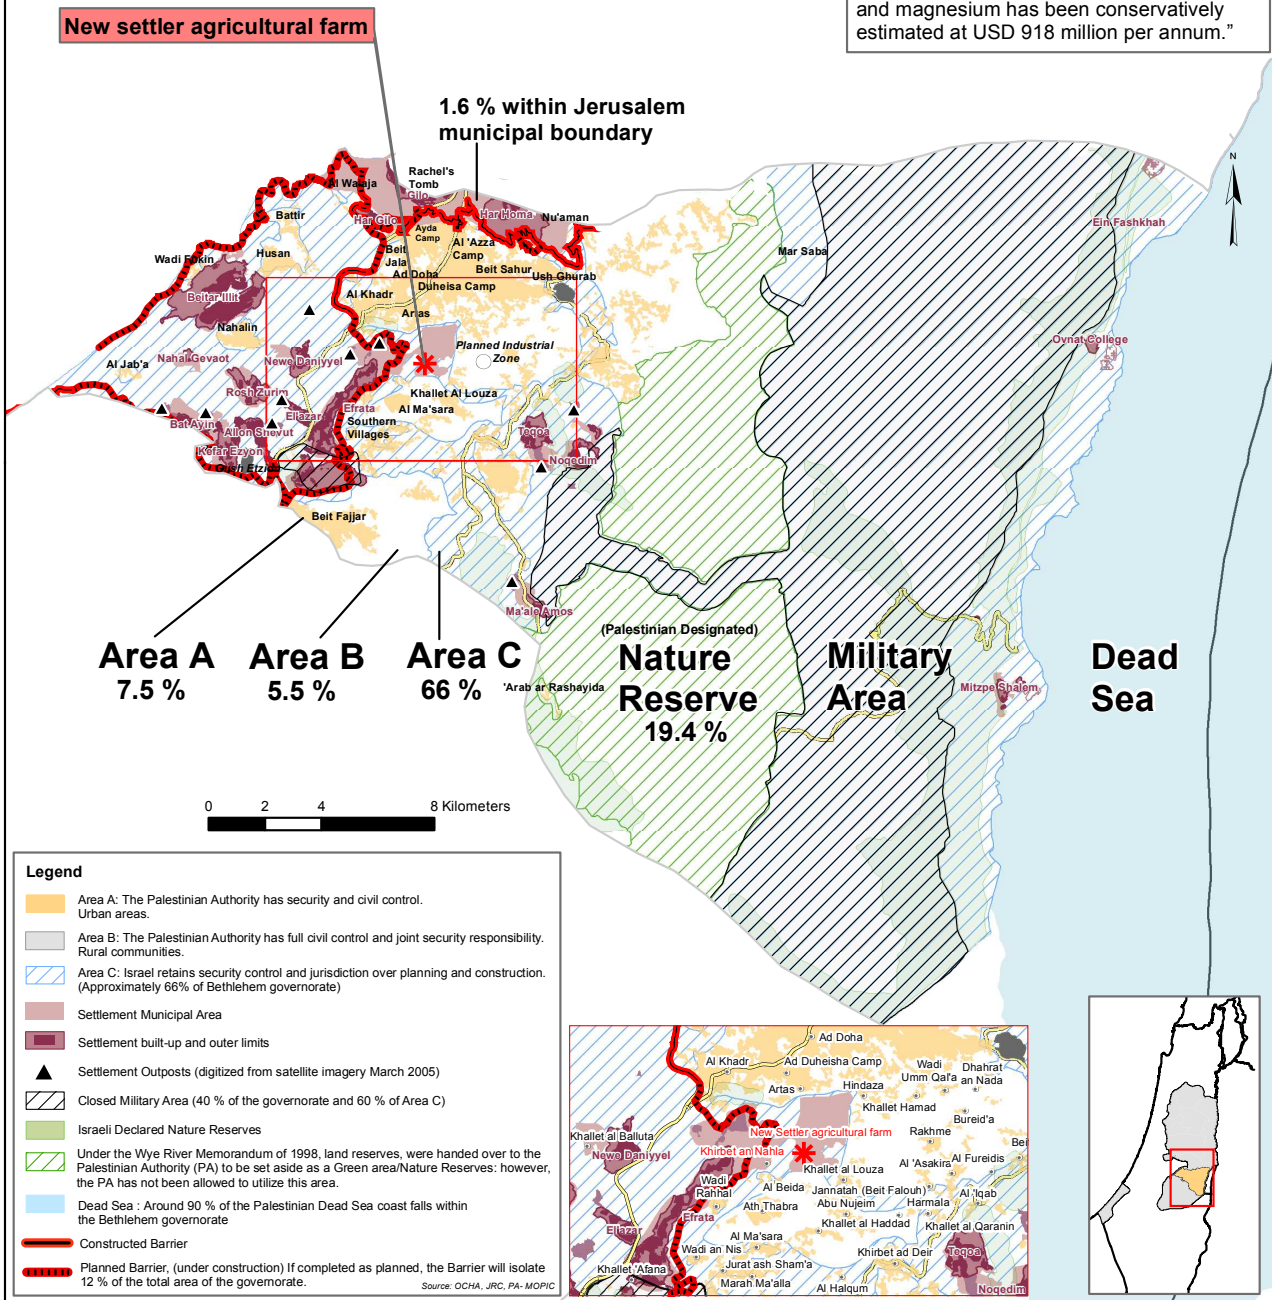 and magnesium has been conservatively
estimated at USD 918 million per annum.”
New settler agricultural farm
1.6 % within Jerusalem
municipal boundary
N
Rachel's
Tomb
Al Walaja
Gilo
Battir
Har Gilo
Ayda
Camp
Har Homa
Nu'aman
Ein Fashkhah
Mar Saba
Husan
Beit
Jala
Al 'Azza
Camp
Wadi Fukin
Ad Doha
Beit Sahur
Ush Ghurab
Duheisa Camp
Beitar Illit
Al Khadr
Artas
Nahalin
Planned Industrial
Zone
Ovnat College
Al Jab'a
Nahal Gevaot
Newe Daniyyel
Rosh Zurim
Khallet Al Louza
Efrata
Al Ma'sara
El'azar
Southern
Villages
Bat Ayin
Allon Shevut
Teqoa
Kefar Ezyon
Noqedim
Gush Etzion
Beit Fajjar
Ma'ale Amos
(Palestinian Designated)
Nature
Reserve
19.4 %
Area A
7.5 %
Area B
5.5 %
Area C
66 %
'Arab ar Rashayida
Military
Area
Mitzpe Shalem
Dead
Sea
0 2 4 8 Kilometers
Legend
Area A: The Palestinian Authority has security and civil control.
Urban areas.
Area B: The Palestinian Authority has full civil control and joint security responsibility.
Rural communities.
Area C: Israel retains security control and jurisdiction over planning and construction.
(Approximately 66% of Bethlehem governorate)
Settlement Municipal Area
Settlement built-up and outer limits
Settlement Outposts (digitized from satellite imagery March 2005)
Closed Military Area (40 % of the governorate and 60 % of Area C)
Israeli Declared Nature Reserves
Under the Wye River Memorandum of 1998, land reserves, were handed over to the
Palestinian Authority (PA) to be set aside as a Green area/Nature Reserves: however,
the PA has not been allowed to utilize this area.
Dead Sea : Around 90 % of the Palestinian Dead Sea coast falls within
the Bethlehem governorate
Constructed Barrier
Planned Barrier, (under construction) If completed as planned, the Barrier will isolate
12 % of the total area of the governorate.
Source: OCHA, JRC, PA- MOPIC
Ad Doha
Al Khadr
Ad Duheisha Camp
Wadi
Umm Qal'a
Dhahrat
an Nada
Artas
Hindaza
Khallet Hamad
Bureid'a
Khallet al Balluta
New Settler agricultural farm
Rakhme
Bei
Newe Daniyyel
Khirbet an Nahla
Al 'Asakira
Al Fureidis
Khallet al Louza
Wadi
Rahhal
Al Beida
Jannatah (Beit Falouh)
Al 'Iqab
Ath Thabra
Abu Nujeim
Harmala
Efrata
Khallet al Haddad
Khallet al Qaranin
El'azar
Al Ma'sara
Wadi an Nis
Khirbet ad Deir
Teqoa
Jurat ash Sham'a
Khallet 'Afana
Marah Ma'alla
Al Halqum
Noqedim